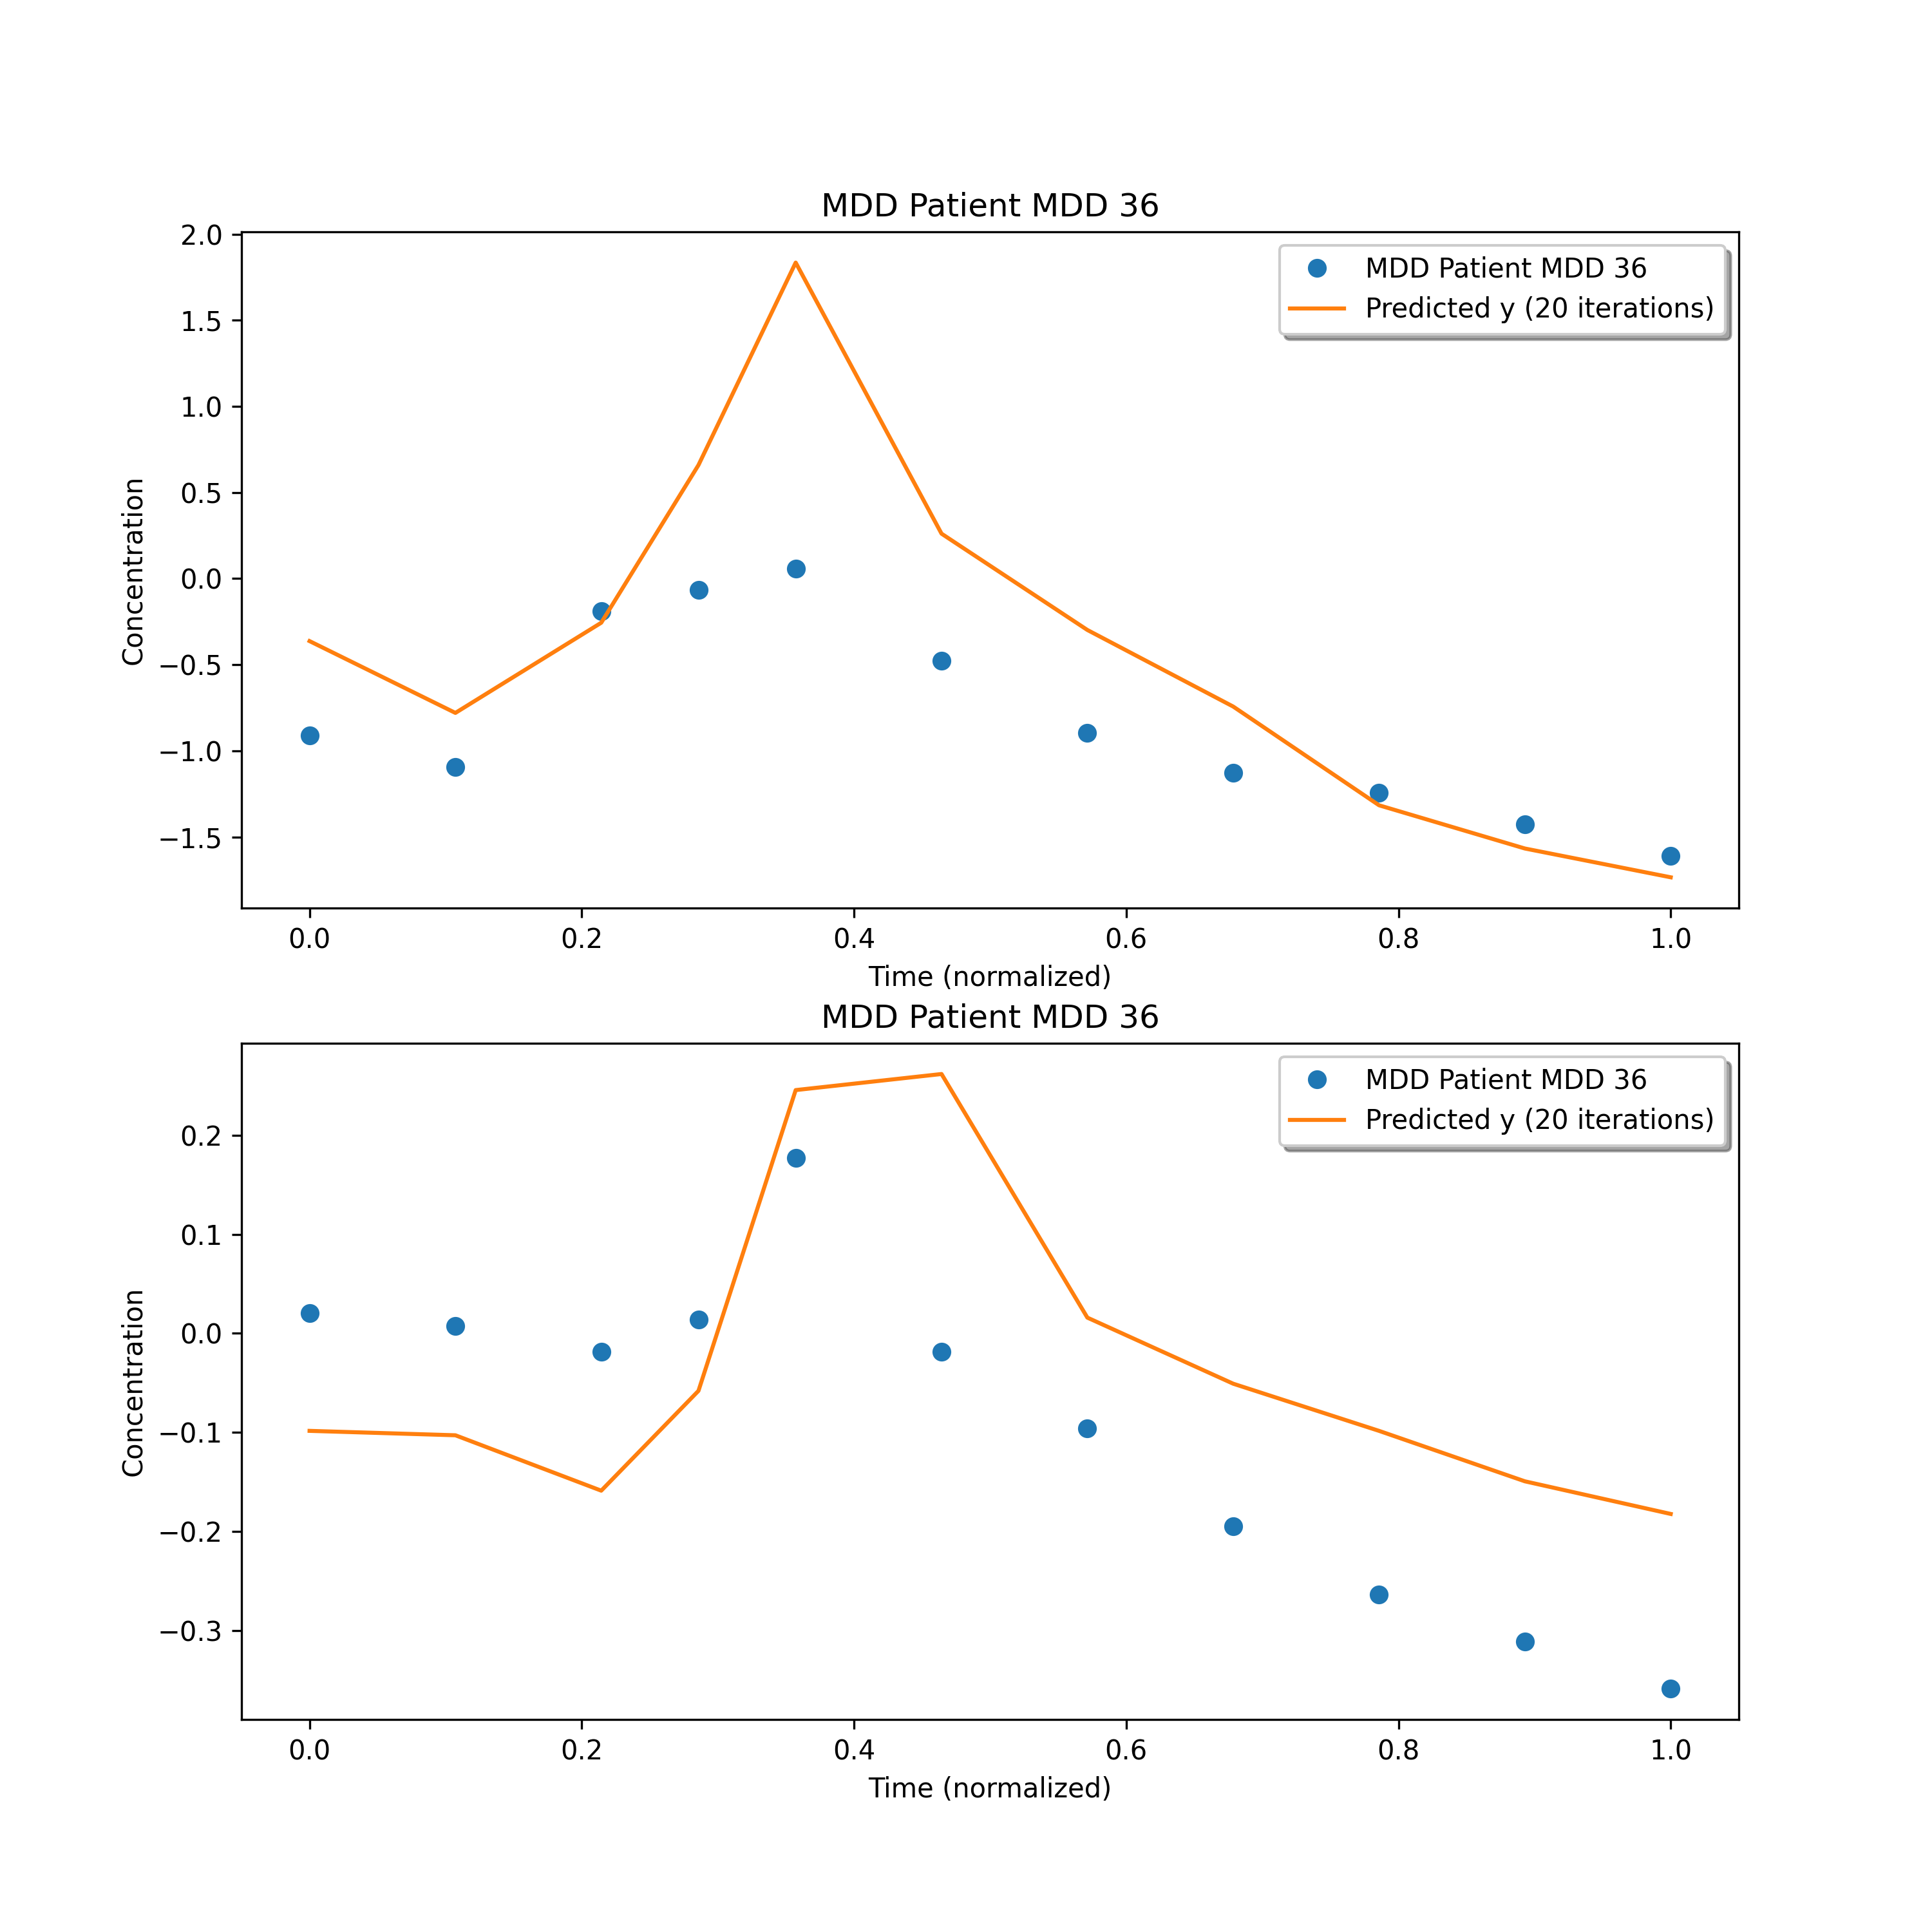 MDD Patient MDD 36
2.0
1.5
1.0
0.5
0.0
−0.5
−1.0
−1.5
Concentration
MDD Patient MDD 36
Predicted y (20 iterations)
0.0 0.2 0.4 0.6 0.8 1.0
Time (normalized)
MDD Patient MDD 36
0.2
0.1
0.0
−0.1
−0.2
−0.3
Concentration
MDD Patient MDD 36
Predicted y (20 iterations)
0.0 0.2 0.4 0.6 0.8 1.0
Time (normalized)